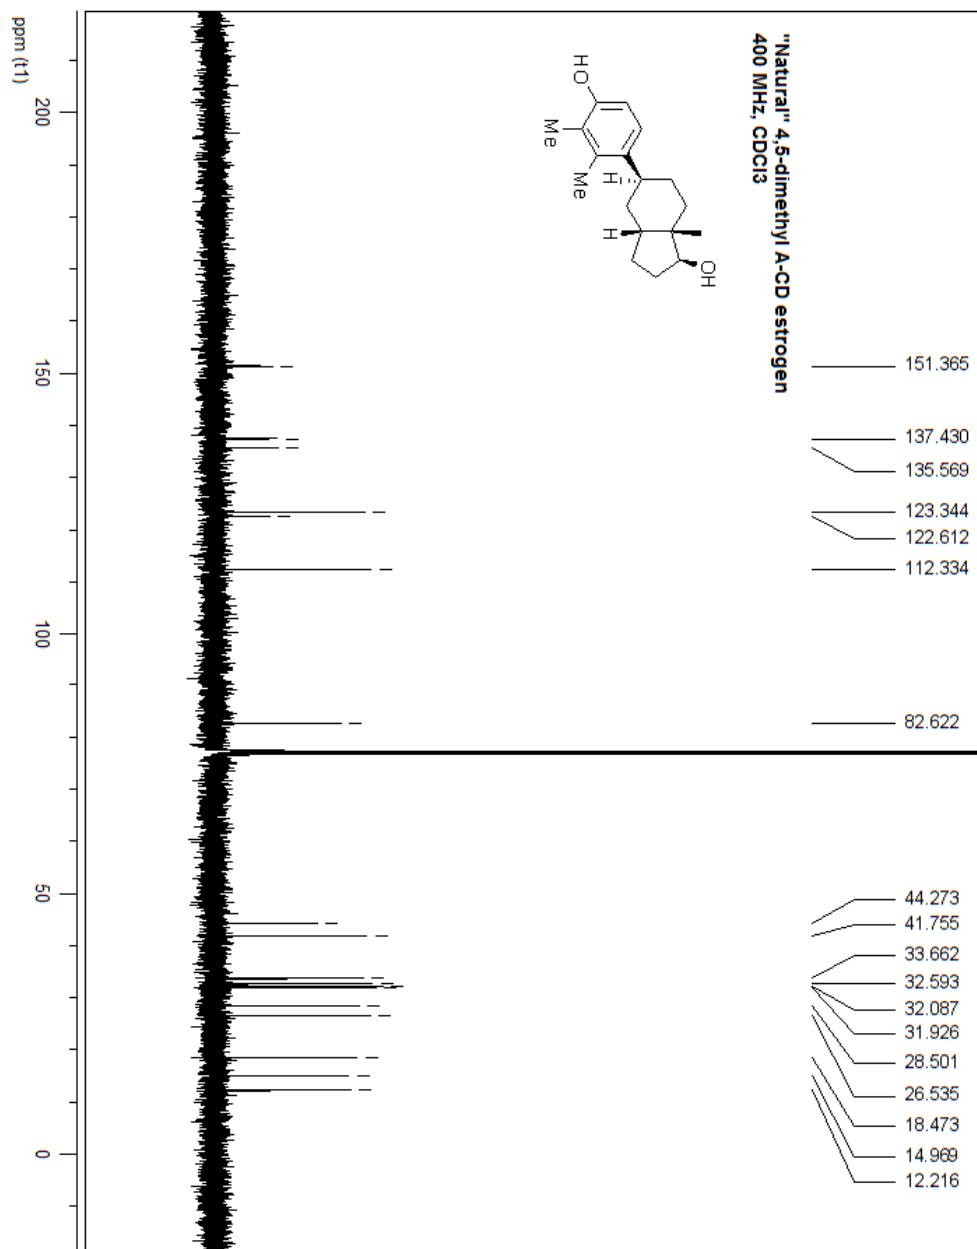 "Natural" 4,5-dimethyl A-CD estrogen
400 MHz, CDCl3
HO
Me
Me
H
H
OH
151.365
137.430
135.569
123.344
122.612
112.334
82.622
44.273
41.755
33.662
32.593
32.087
31.926
28.501
26.535
18.473
14.969
12.216
200
150
100
50
0
ppm (t1)